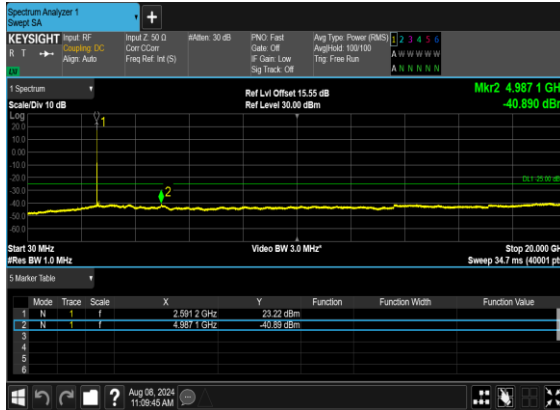 Spectrum Analyzer 1
Swept SA
+
KEYSIGHT Input: RF Input Z: 50 Ω #Atten: 30 dB PNO: Fast Avg Type: Power (RMS) 1 2 3 4 5 6
R T Coupling: DC Corr CCorr Gate: Off Avg|Hold: 100/100 A W W W W W
Align: Auto Freq Ref: Int (S) IF Gain: Low Trig: Free Run
Sig Track: Off A N N N N N
LXI
1 Spectrum Ref Lvl Offset 15.55 dB Mkr2 4.987 1 GH
Scale/Div 10 dB Ref Level 30.00 dBm -40.890 dBr
Log
20.0
10.0
0.0
-10.0
-20.0
-30.0
-40.0
-50.0
-60.0
1
2
DL1 -25.00 dB
Start 30 MHz Video BW 3.0 MHz* Stop 20.000 GH
#Res BW 1.0 MHz Sweep 34.7 ms (40001 pt
5 Marker Table
Mode Trace Scale X Y Function Function Width Function Value
1 N 1 f 2.591 2 GHz 23.22 dBm
2 N 1 f 4.987 1 GHz -40.89 dBm
3
4
5
6
? Aug 08, 2024
11:09:45 AM